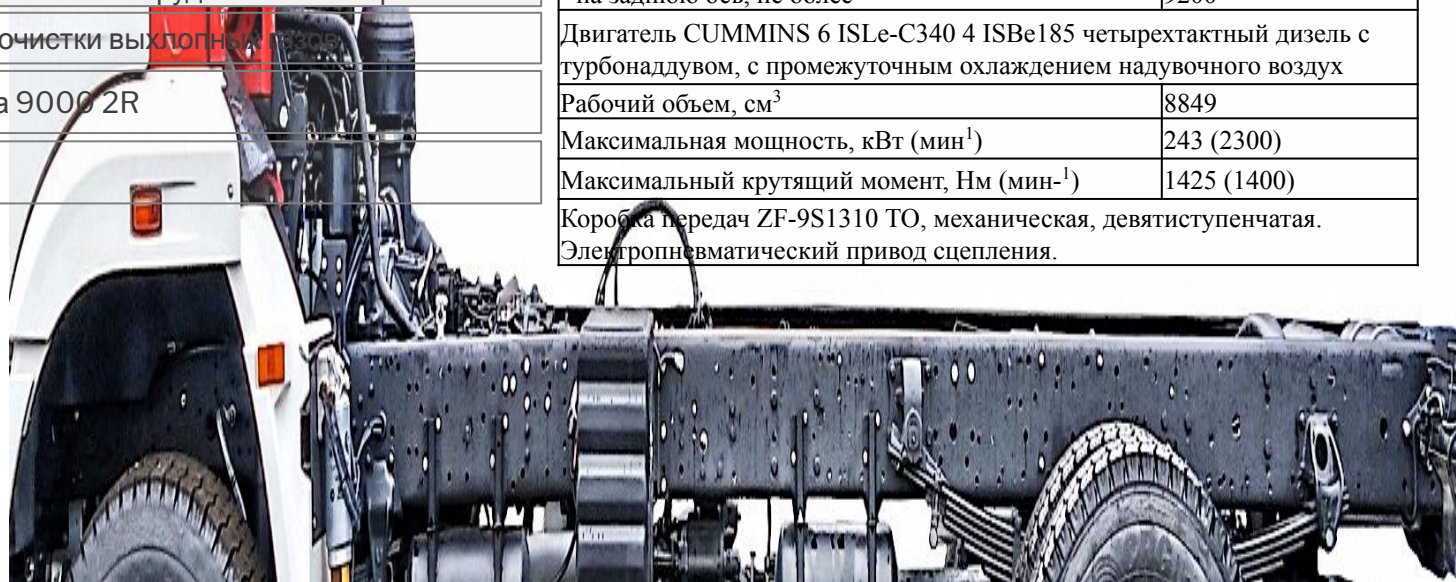 очистки выхлопных газов
а 9000 2R
на заднюю ось, не более 9200
Двигатель CUMMINS 6 ISLe-C340 4 ISBe185 четырехтактный дизель с
турбонаддувом, с промежуточным охлаждением надувочного воздух
Рабочий объем, см³ 8849
Максимальная мощность, кВт (мин¹) 243 (2300)
Максимальный крутящий момент, Нм (мин-¹) 1425 (1400)
Коробка передач ZF-9S1310 ТО, механическая, девятиступенчатая.
Электропневматический привод сцепления.